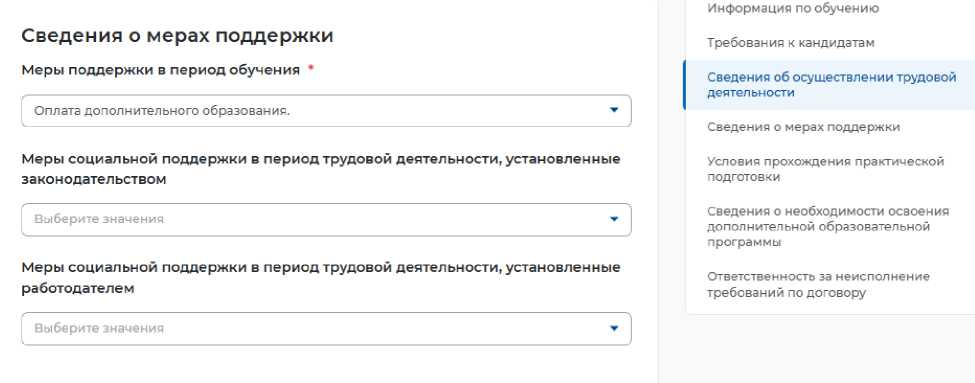 Сведения о мерах поддержки
Меры поддержки в период обучения *
Оплата дополнительного образования.
Меры социальной поддержки в период трудовой деятельности, установленные
законодательством
Выберите значения
Меры социальной поддержки в период трудовой деятельности, установленные
работодателем
Выберите значения
Информация по обучению
Требования к кандидатам
Сведения об осуществлении трудовой
деятельности
Сведения о мерах поддержки
Условия прохождения практической
подготовки
Сведения о необходимости освоения
дополнительной образовательной
программы
Ответственность за неисполнение
требований по договору